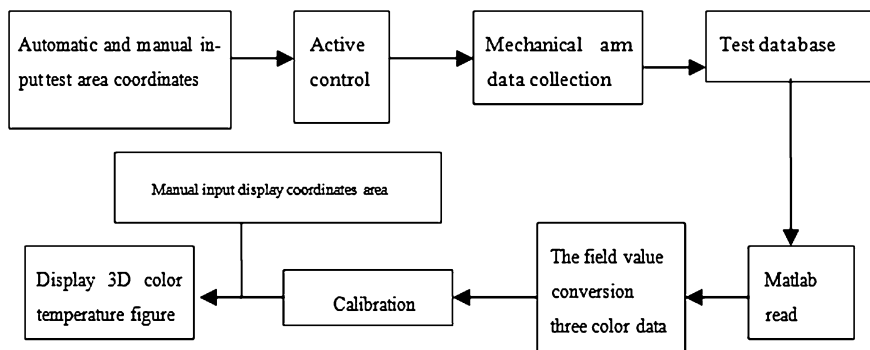 Automatic and manual in-
put test area coordinates
Active
control
Mechanical arm
data collection
Test database
Manual input display coordinates area
Display 3D color
temperature figure
Calibration
The field value
conversion
three color data
Matlab
read